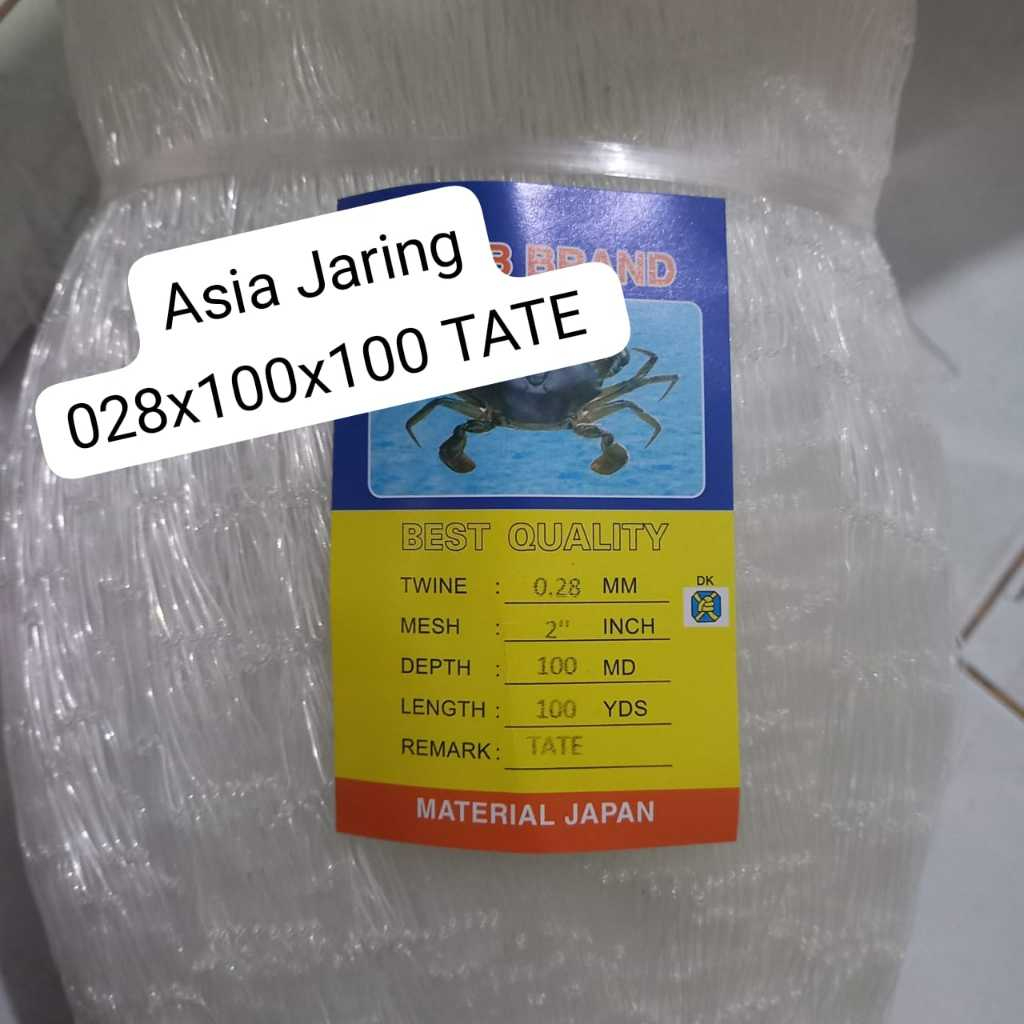 Asia Jaring
028x100x100 TATE
BRAND
BEST QUALITY
TWINE : 0.28 MM
DK
MESH : 2" INCH
DEPTH : 100 MD
LENGTH : 100 YDS
REMARK : TATE
MATERIAL JAPAN